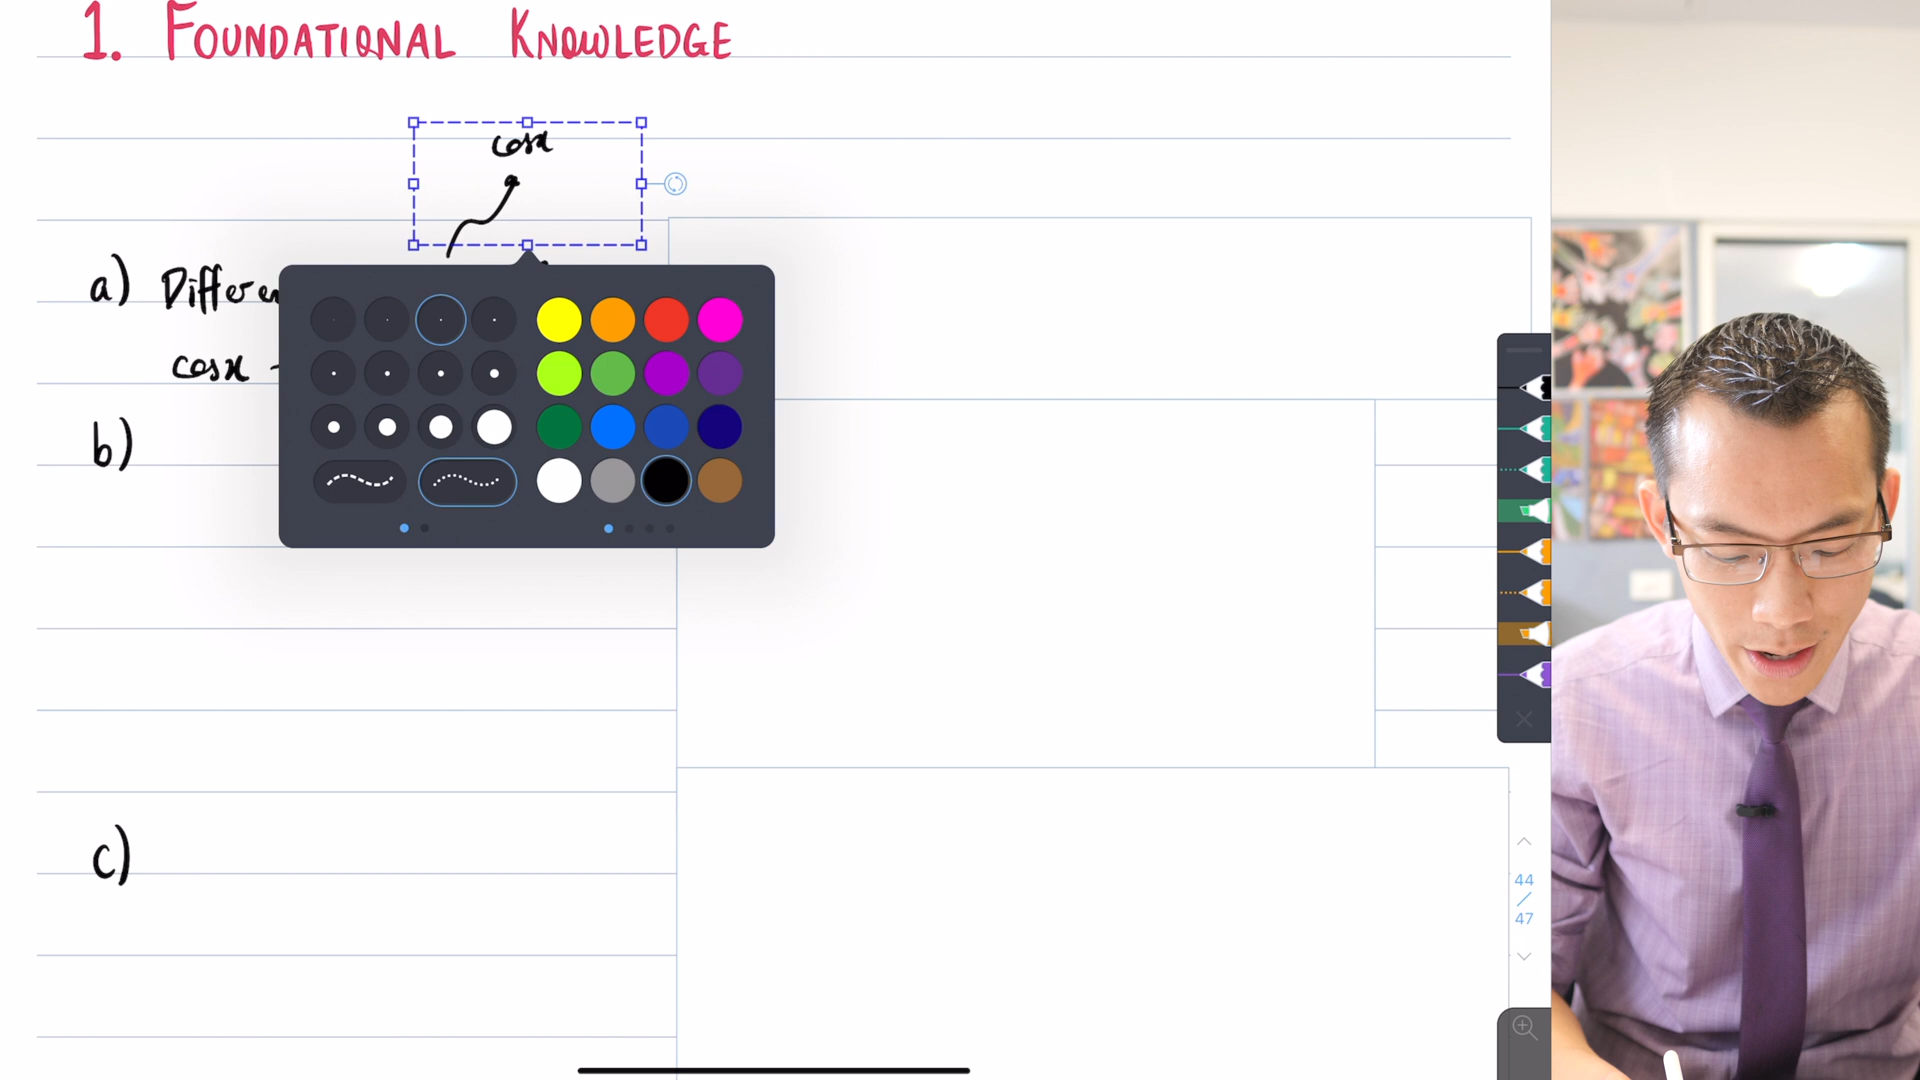 1. FOUNDATIONAL KNOWLEDGE
cosx
a) Differen
cosx -
b)
c)
44
/
47